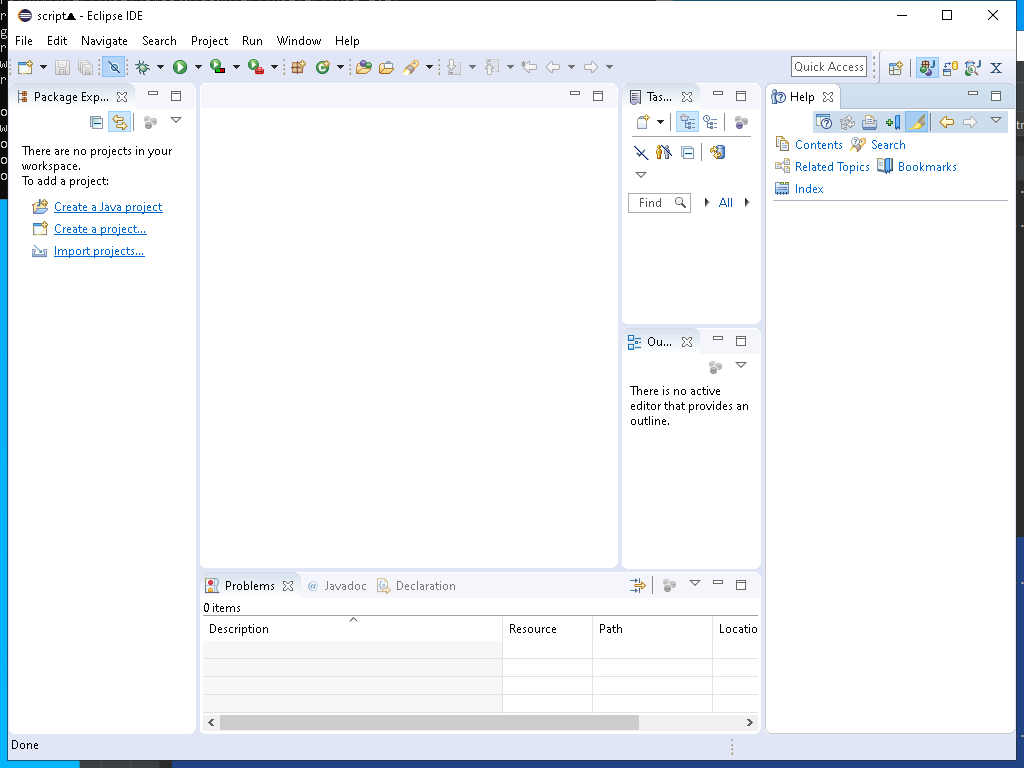 script▲ - Eclipse IDE
File Edit Navigate Search Project Run Window Help
Quick Access
Package Exp...
There are no projects in your
workspace.
To add a project:
Create a Java project
Create a project...
Import projects...
Tas...
Find
All
Ou...
There is no active
editor that provides an
outline.
Help
Contents Search
Related Topics Bookmarks
Index
Problems @ Javadoc Declaration
0 items
Description Resource Path Locatio
Done